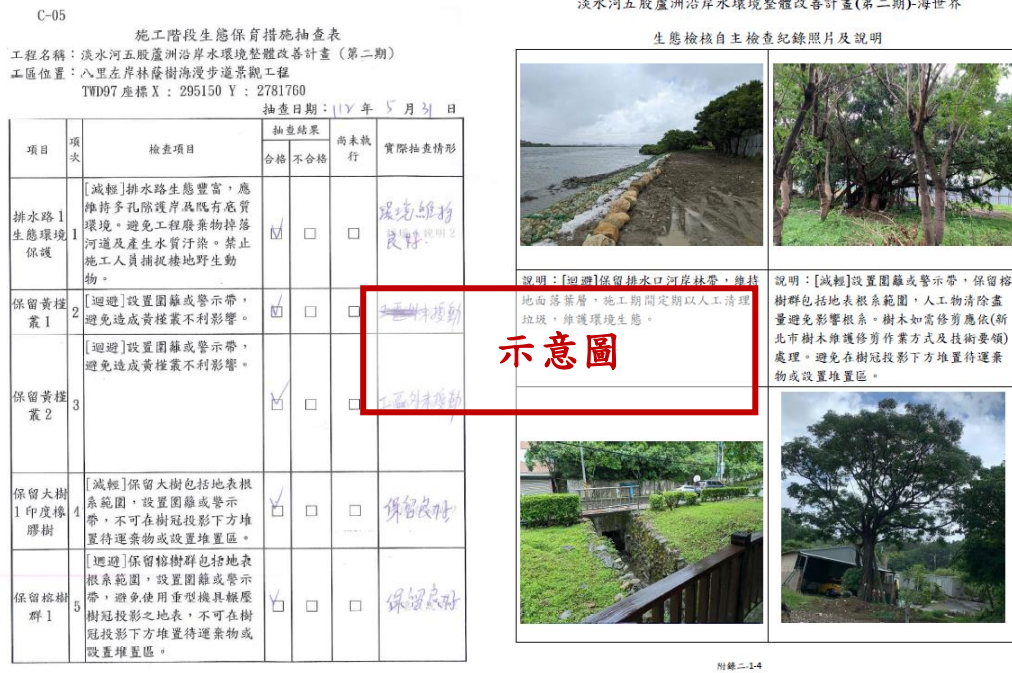 C-05
施工階段生態保育措施抽查表
工程名稱：淡水河五股蘆洲沿岸水環境整體改善計畫（第二期）
工區位置：八里左岸林蔭樹海漫步道景觀工程
TWD97 座標 X : 295150 Y : 2781760
抽查日期：112 年 5 月 31 日
項目
項次
檢查項目
抽查結果
合格
不合格
尚未執行
實際抽查情形
排水路 1
生態環境
保護
1
[減輕]排水路生態豐富，應
維持多孔隙護岸及既有底質
環境。避免工程廢棄物掉落
河道及產生水質汙染。禁止
施工人員捕捉棲地野生動
物。
環境維持
良好
保留黃槿
叢 1
2
[迴避]設置圍籬或警示帶，
避免造成黃槿叢不利影響。
工區外未擾動
保留黃槿
叢 2
3
[迴避]設置圍籬或警示帶，
避免造成黃槿叢不利影響。
工區外未擾動
保留大樹
1 印度橡
膠樹
4
[減輕]保留大樹包括地表根
系範圍，設置圍籬或警示
帶，不可在樹冠投影下方堆
置待運棄物或設置堆置區。
保留良好
保留榕樹
群 1
5
[迴避]保留榕樹群包括地表
根系範圍，設置圍籬或警示
帶，避免使用重型機具輾壓
樹冠投影之地表，不可在樹
冠投影下方堆置待運棄物或
設置堆置區。
保留良好
淡水河五股蘆洲沿岸水環境整體改善計畫(第二期)-海世界
生態檢核自主檢查紀錄照片及說明
說明：[迴避]保留排水口河岸林帶，維持
地面落葉層，施工期間定期以人工清理
垃圾，維護環境生態。
說明：[減輕]設置圍籬或警示帶，保留榕
樹群包括地表根系範圍，人工物清除盡
量避免影響根系。樹木如需修剪應依(新
北市樹木維護修剪作業方式及技術要領)
處理。避免在樹冠投影下方堆置待運棄
物或設置堆置區。
示意圖
附錄二-1-4